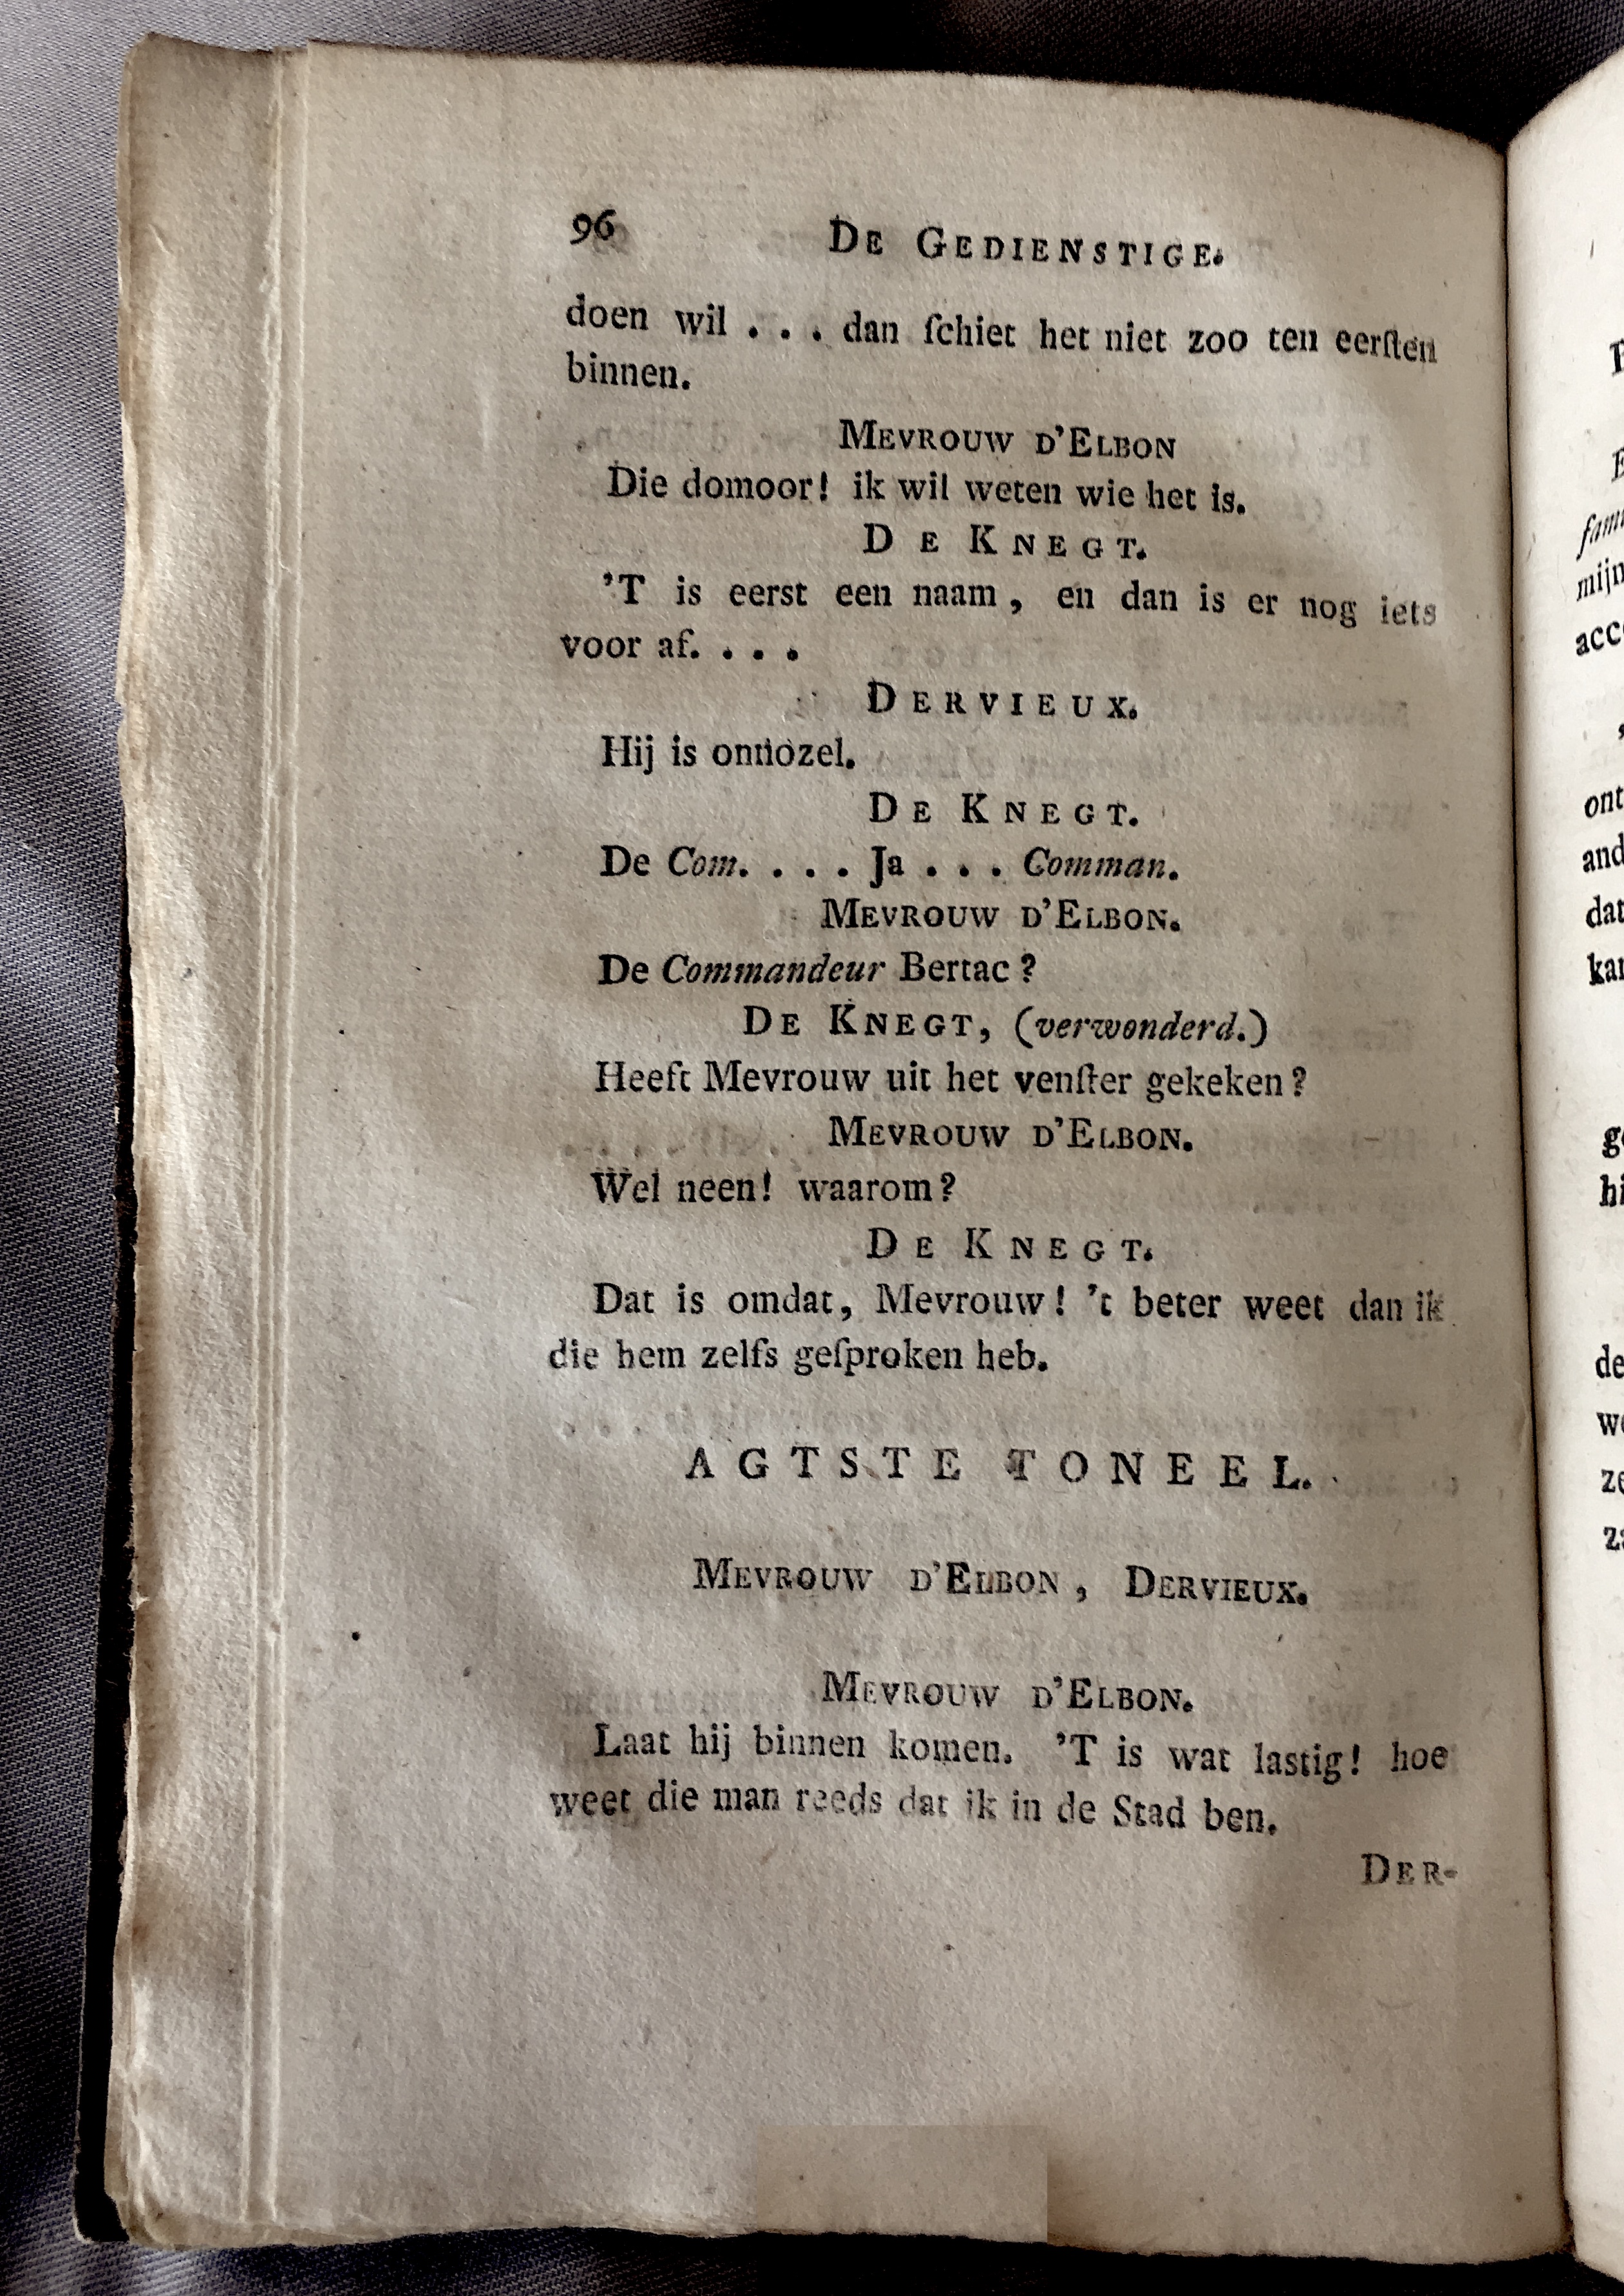 96 DE GEDIENSTIGE.
doen wil . . . dan ſchiet het niet zoo ten eerſten
binnen.
MEVROUW D'ELBON
Die domoor! ik wil weten wie het is.
DE KNEGT.
'T is eerst een naam, en dan is er nog iets
voor af. . . .
DERVIEUX.
Hij is onnozel.
DE KNEGT.
De Com. . . . Ja . . . Comman.
MEVROUW D'ELBON.
De Commandeur Bertac?
DE KNEGT, (verwonderd.)
Heeft Mevrouw uit het venſter gekeken?
MEVROUW D'ELBON.
Wel neen! waarom?
DE KNEGT.
Dat is omdat, Mevrouw! 't beter weet dan ik
die hem zelfs geſproken heb.
AGTSTE TONEEL.
MEVROUW D'ELBON, DERVIEUX.
MEVROUW D'ELBON.
Laat hij binnen komen. 'T is wat lastig! hoe
weet die man reeds dat ik in de Stad ben.
DER-
mijn
ont
and
dat